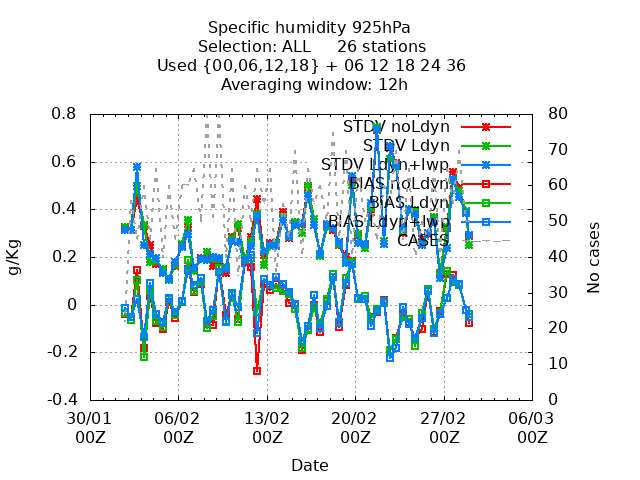 Specific humidity 925hPa
Selection: ALL 26 stations
Used {00,06,12,18} + 06 12 18 24 36
Averaging window: 12h
0.8
0.6
0.4
0.2
0
-0.2
-0.4
g/Kg
STDV noLdyn
STDV Ldyn
STDV Ldyn+lwp
BIAS noLdyn
BIAS Ldyn
BIAS Ldyn+lwp
CASES
80
70
60
50
40
30
20
10
0
No cases
30/01 06/02 13/02 20/02 27/02 06/03
00Z 00Z 00Z 00Z 00Z 00Z
Date